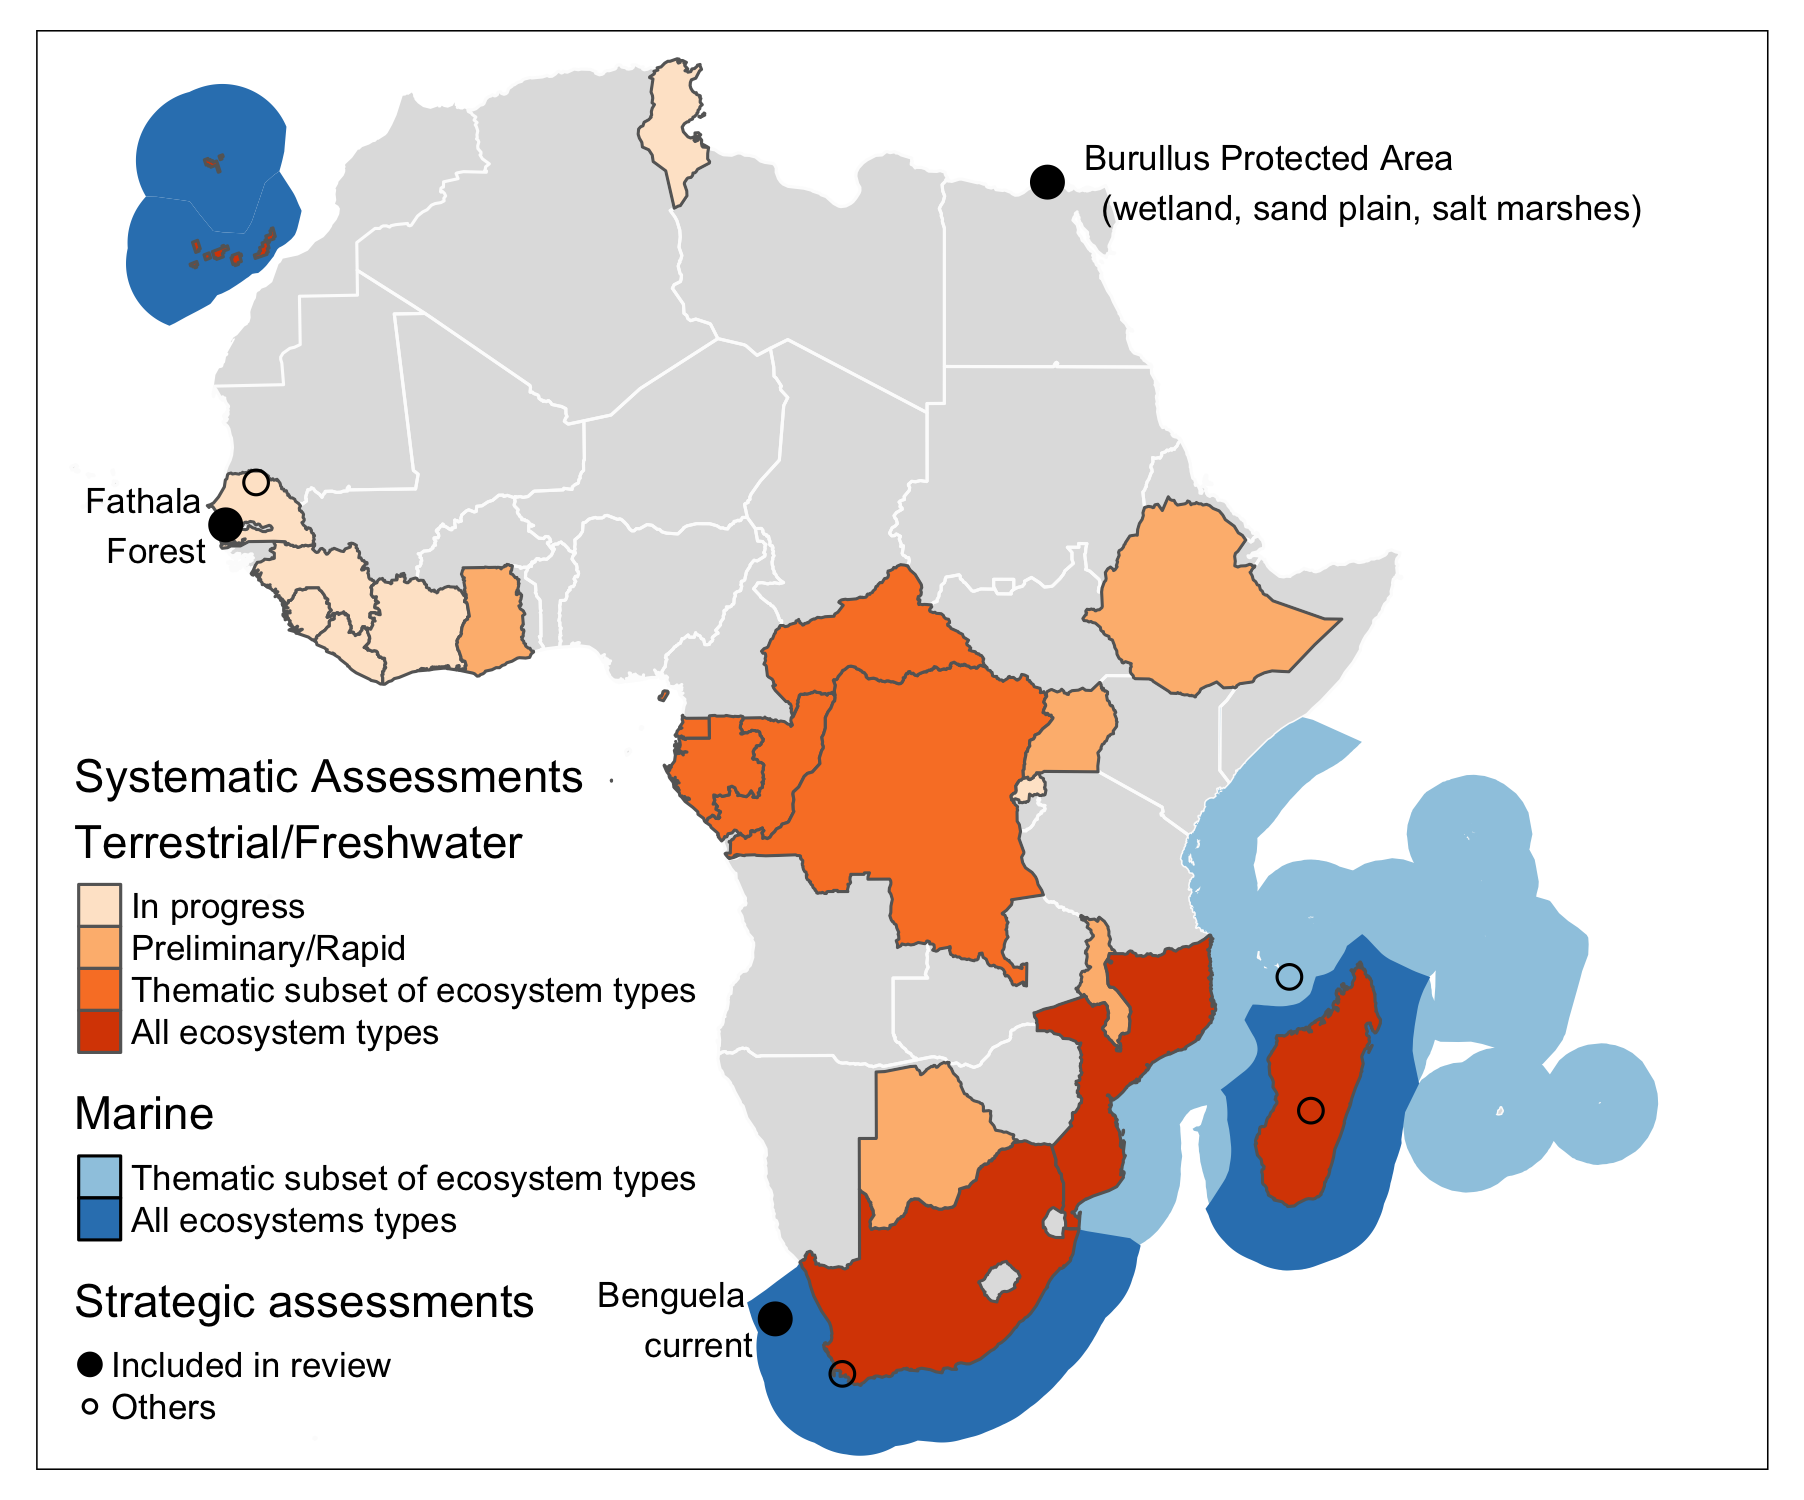 Burullus Protected Area
(wetland, sand plain, salt marshes)
Fathala
Forest
Systematic Assessments
Terrestrial/Freshwater
In progress
Preliminary/Rapid
Thematic subset of ecosystem types
All ecosystem types
Marine
Thematic subset of ecosystem types
All ecosystems types
Strategic assessments
Included in review
Others
Benguela
current